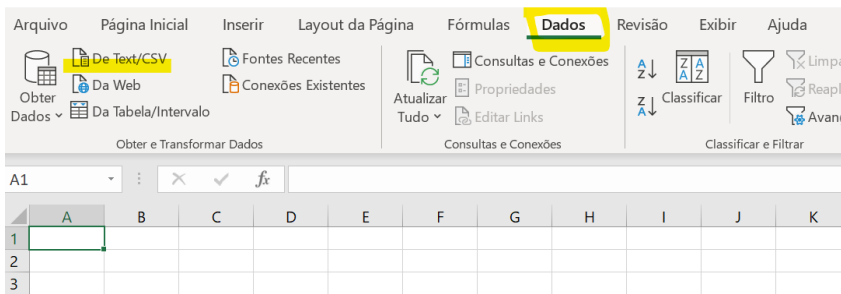 Arquivo Página Inicial Inserir Layout da Página Fórmulas Dados Revisão Exibir Ajuda
De Text/CSV Fontes Recentes Consultas e Conexões
Obter Dados De Web Conexões Existentes Atualizar Tudo Propriedades Classificar Filtro
Da Tabela/Intervalo Editar Links
Obter e Transformar Dados Consultas e Conexões Classificar e Filtrar
A1 fx
A B C D E F G H I J K
1
2
3